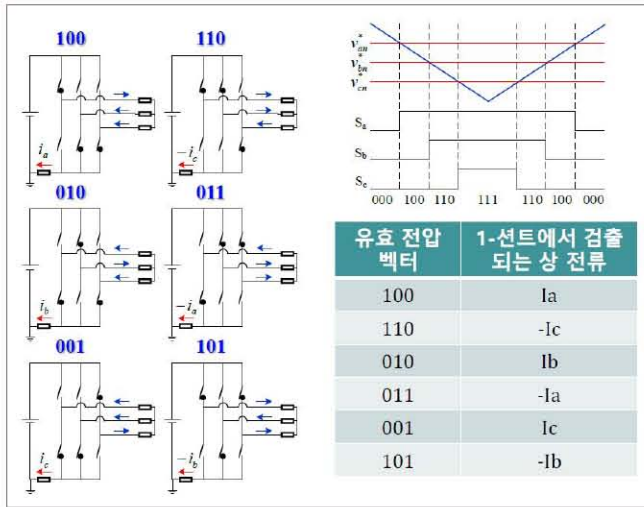 100
110
i_a
-i_c
010
011
i_b
-i_a
001
101
i_c
-i_b
v*_an
v*_bn
v*_cn
S_a
S_b
S_c
000 100 110 111 110 100 000
유효 전압 벡터
1-션트에서 검출되는 상 전류
100 Ia
110 -Ic
010 Ib
011 -Ia
001 Ic
101 -Ib